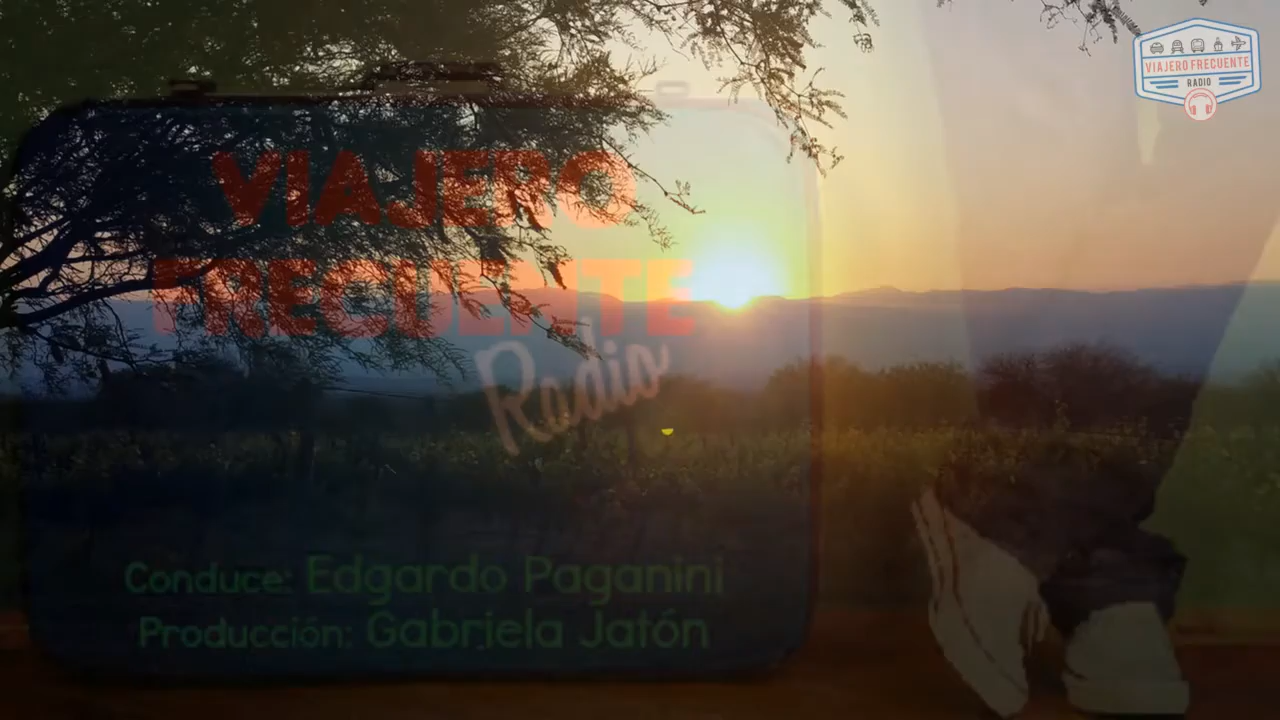 VIAJERO FRECUENTE
RADIO
VIAJERO
FRECUENTE
Radio
Conduce: Edgardo Paganini
Producción: Gabriela Jatón